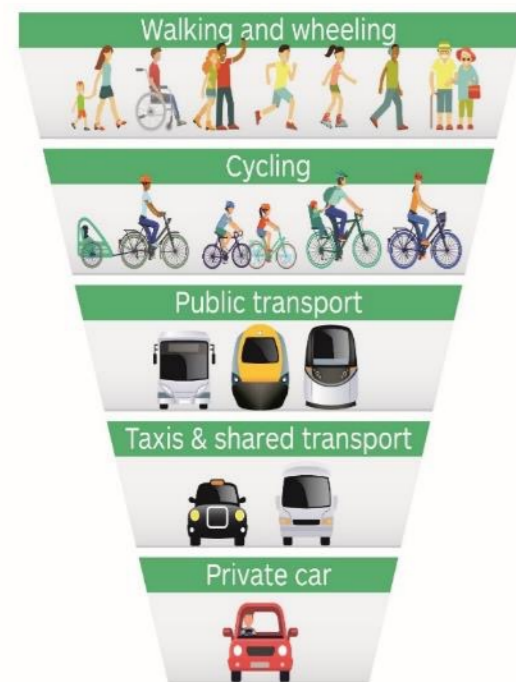 Walking and wheeling
Cycling
Public transport
Taxis & shared transport
Private car